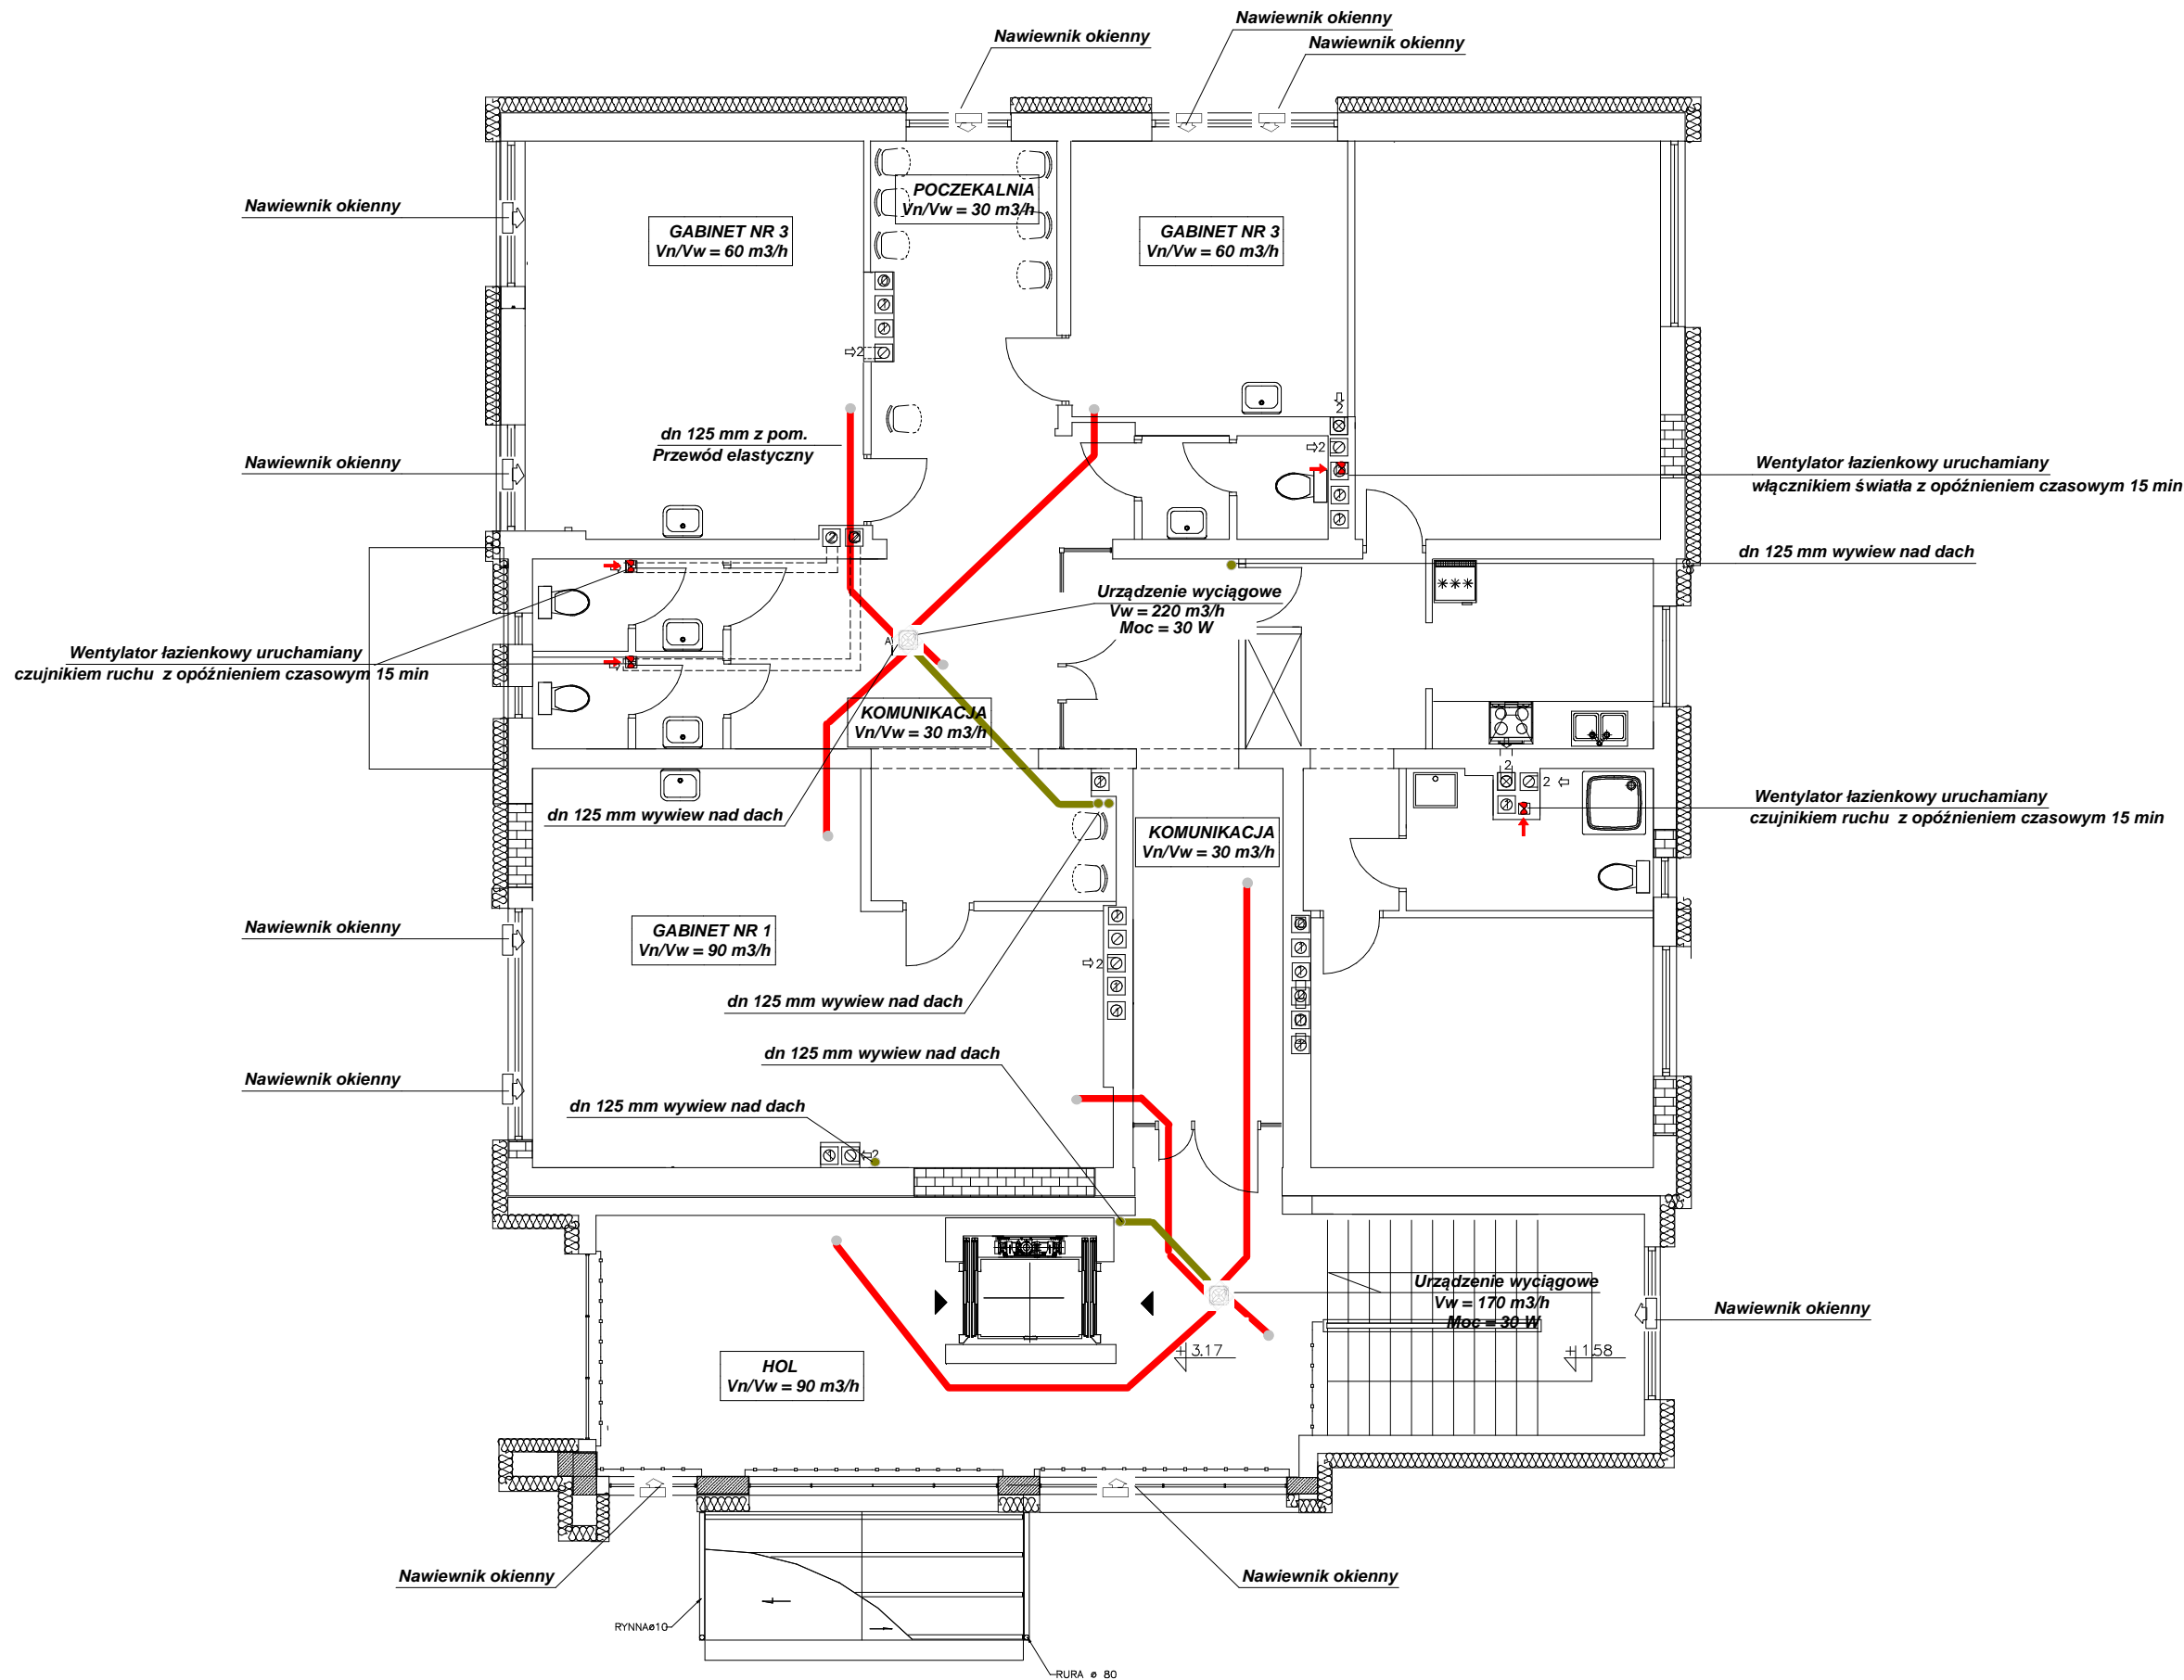 Nawiewnik okienny
Nawiewnik okienny
Nawiewnik okienny
Nawiewnik okienny
POCZEKALNIA
Vn/Vw = 30 m3/h
GABINET NR 3
Vn/Vw = 60 m3/h
GABINET NR 3
Vn/Vw = 60 m3/h
2
2
2
dn 125 mm z pom.
Przewód elastyczny
Nawiewnik okienny
Wentylator łazienkowy uruchamiany
włącznikiem światła z opóźnieniem czasowym 15 min
dn 125 mm wywiew nad dach
Urządzenie wyciągowe
Vw = 220 m3/h
Moc = 30 W
A
Wentylator łazienkowy uruchamiany
czujnikiem ruchu z opóźnieniem czasowym 15 min
KOMUNIKACJA
Vn/Vw = 30 m3/h
2
2
dn 125 mm wywiew nad dach
Wentylator łazienkowy uruchamiany
czujnikiem ruchu z opóźnieniem czasowym 15 min
KOMUNIKACJA
Vn/Vw = 30 m3/h
Nawiewnik okienny
GABINET NR 1
Vn/Vw = 90 m3/h
2
dn 125 mm wywiew nad dach
dn 125 mm wywiew nad dach
Nawiewnik okienny
dn 125 mm wywiew nad dach
2
Urządzenie wyciągowe
Vw = 170 m3/h
Moc = 30 W
Nawiewnik okienny
+ 3.17
+ 1.58
HOL
Vn/Vw = 90 m3/h
Nawiewnik okienny
Nawiewnik okienny
RYNNAø10
RURA ø 80